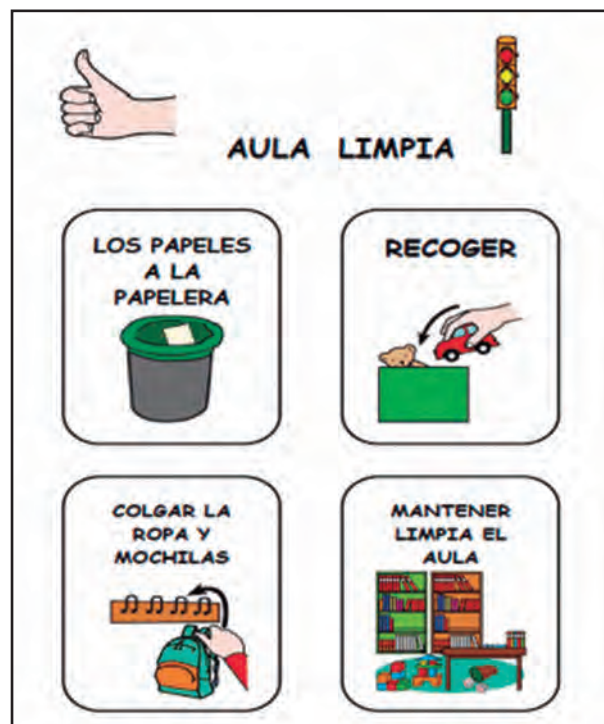 AULA LIMPIA
LOS PAPELES
A LA
PAPELERA
RECOGER
COLGAR LA
ROPA Y
MOCHILAS
MANTENER
LIMPIA EL
AULA